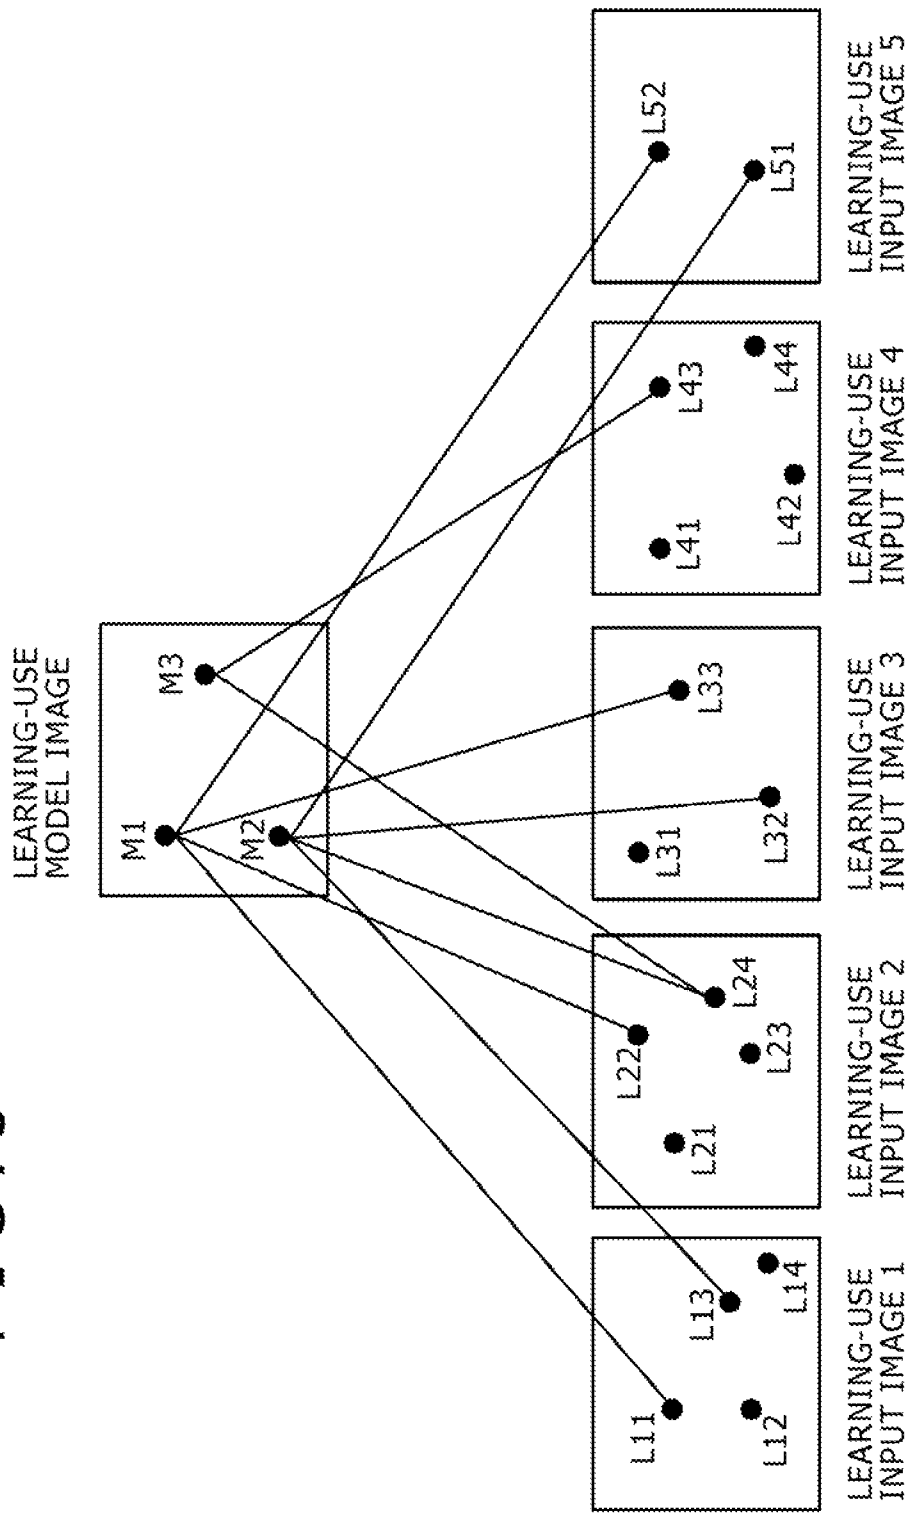 LEARNING-USE
MODEL IMAGE
M1
M2
M3
L11
L12
L13
L14
L21
L22
L23
L24
L31
L32
L33
L41
L42
L43
L44
L51
L52
LEARNING-USE
INPUT IMAGE 1
LEARNING-USE
INPUT IMAGE 2
LEARNING-USE
INPUT IMAGE 3
LEARNING-USE
INPUT IMAGE 4
LEARNING-USE
INPUT IMAGE 5